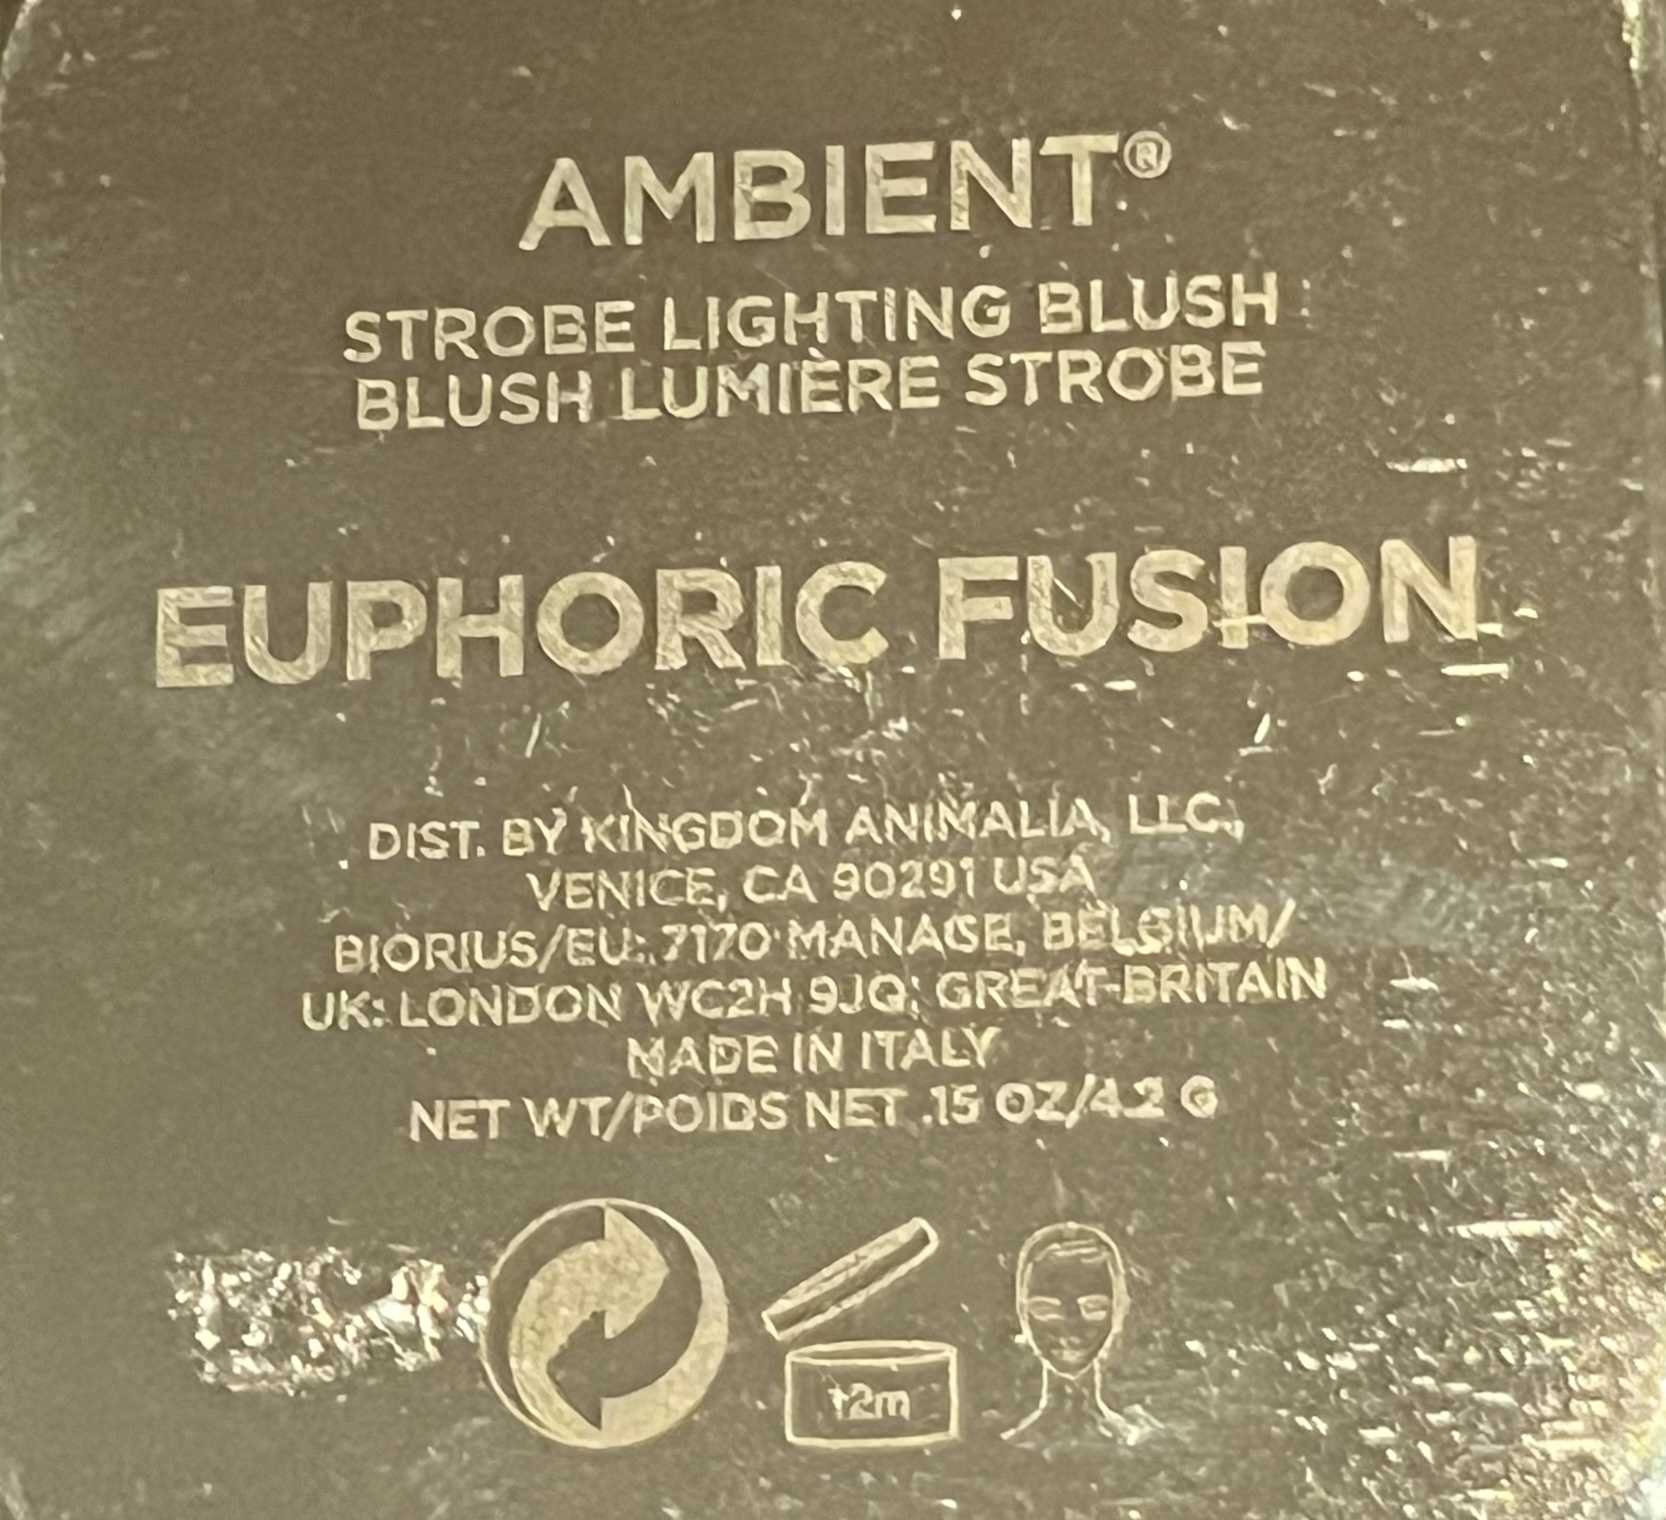 AMBIENT®
STROBE LIGHTING BLUSH
BLUSH LUMIÈRE STROBE
EUPHORIC FUSION
DIST. BY KINGDOM ANIMALIA, LLC,
VENICE, CA 90291 USA
BIORIUS/EU: 7170 MANAGE, BELGIUM/
UK: LONDON WC2H 9JQ; GREAT-BRITAIN
MADE IN ITALY
NET WT/POIDS NET .15 OZ/4.2 G
12m